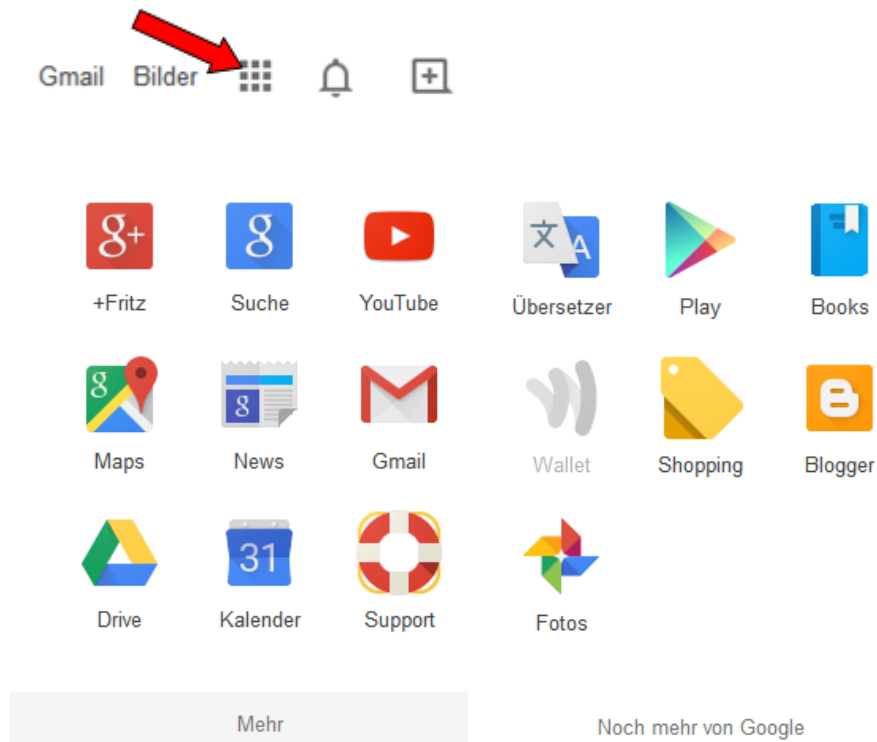 Gmail Bilder
g+ g
文 A
+Fritz Suche YouTube Übersetzer Play Books
g g
Maps News Gmail Wallet Shopping Blogger
31
Drive Kalender Support Fotos
Mehr Noch mehr von Google